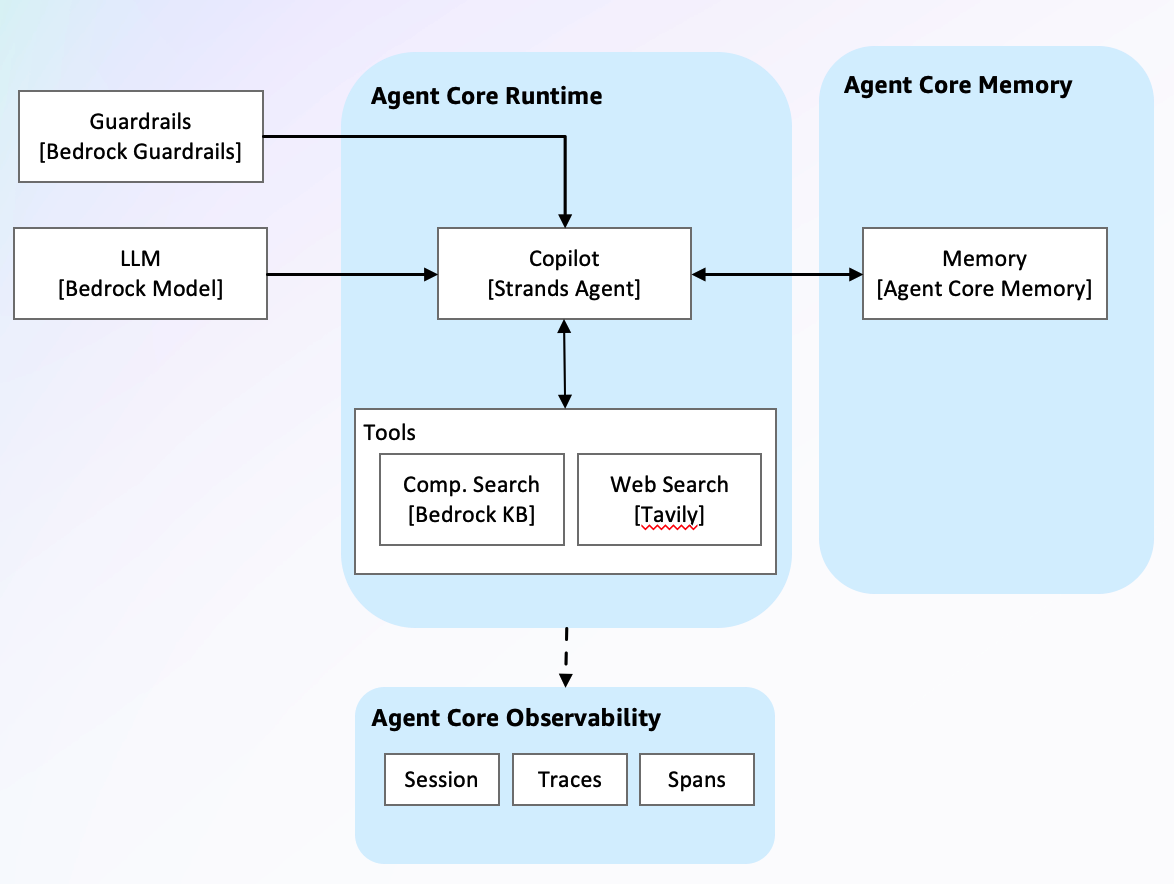 Agent Core Runtime
Agent Core Memory
Guardrails
[Bedrock Guardrails]
LLM
[Bedrock Model]
Copilot
[Strands Agent]
Memory
[Agent Core Memory]
Tools
Comp. Search
[Bedrock KB]
Web Search
[Tavily]
Agent Core Observability
Session
Traces
Spans